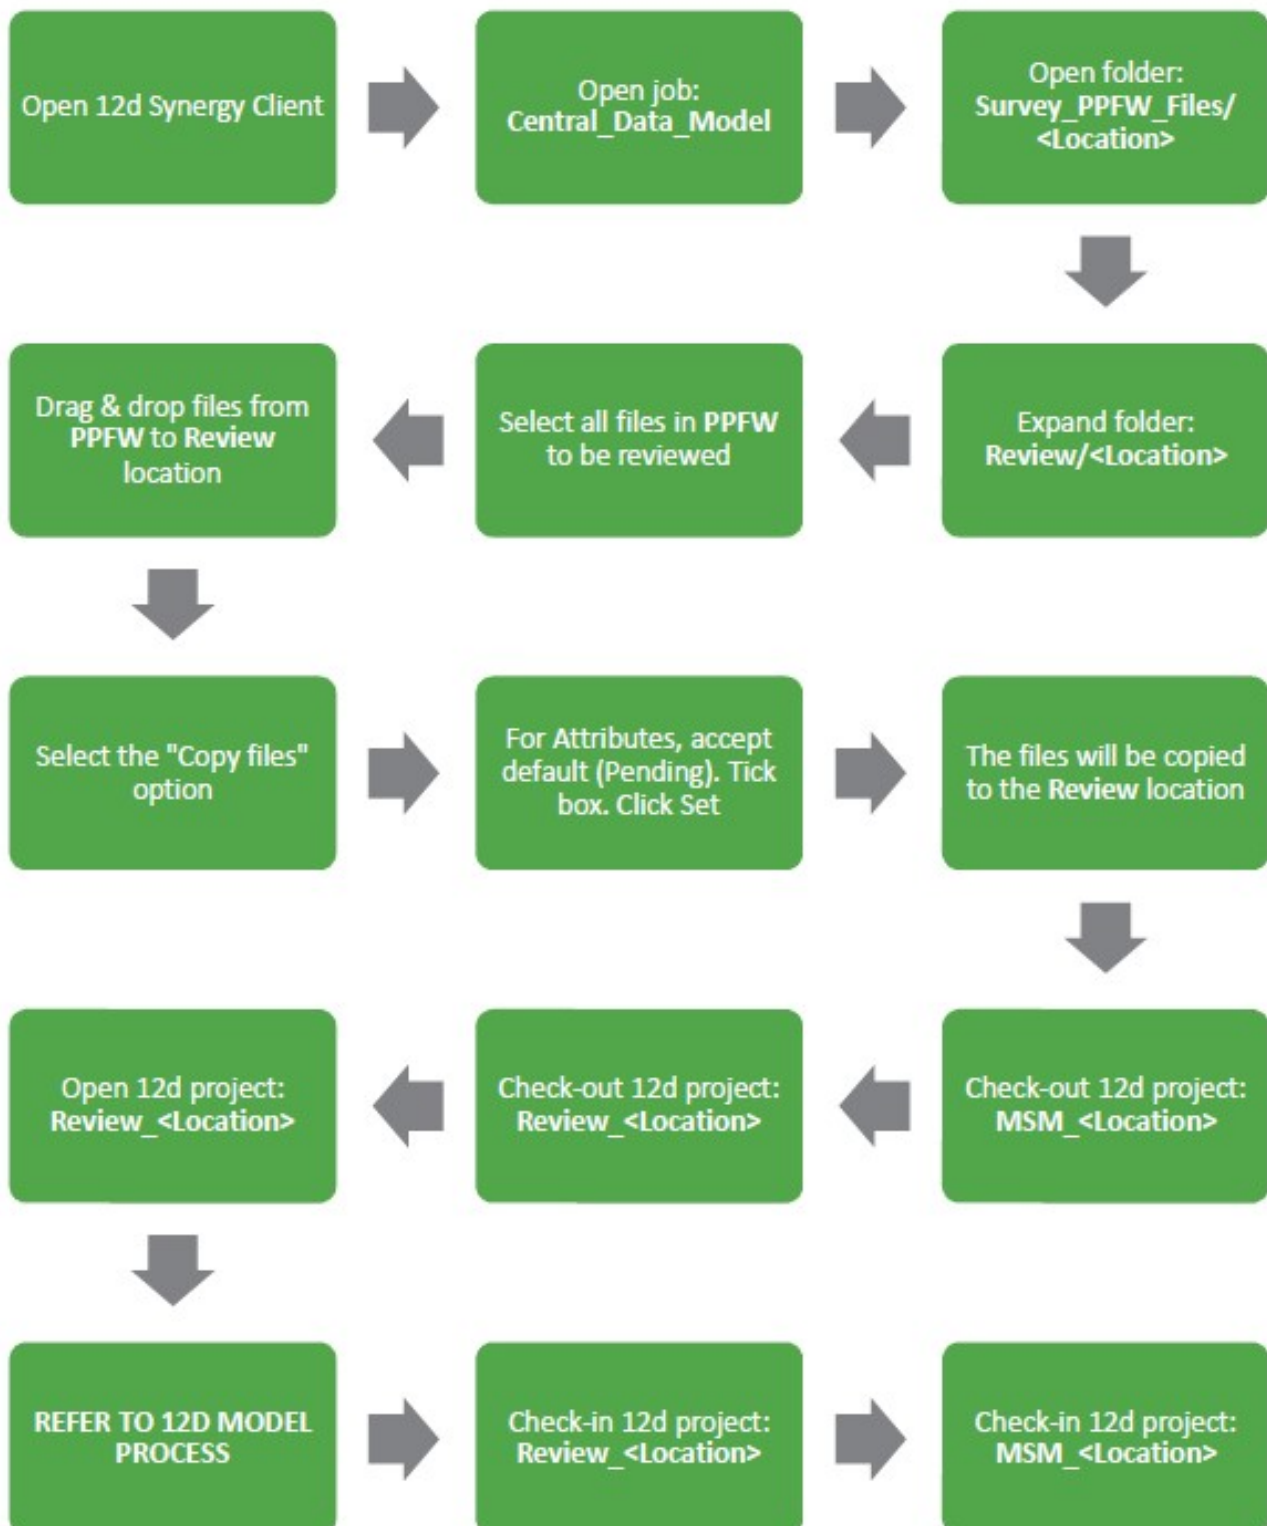 Open 12d Synergy Client
Open job:
Central_Data_Model
Open folder:
Survey_PPFW_Files/
<Location>
Expand folder:
Review/<Location>
Select all files in PPFW
to be reviewed
Drag & drop files from
PPFW to Review
location
Select the "Copy files"
option
For Attributes, accept
default (Pending). Tick
box. Click Set
The files will be copied
to the Review location
Check-out 12d project:
MSM_<Location>
Check-out 12d project:
Review_<Location>
Open 12d project:
Review_<Location>
REFER TO 12D MODEL
PROCESS
Check-in 12d project:
Review_<Location>
Check-in 12d project:
MSM_<Location>